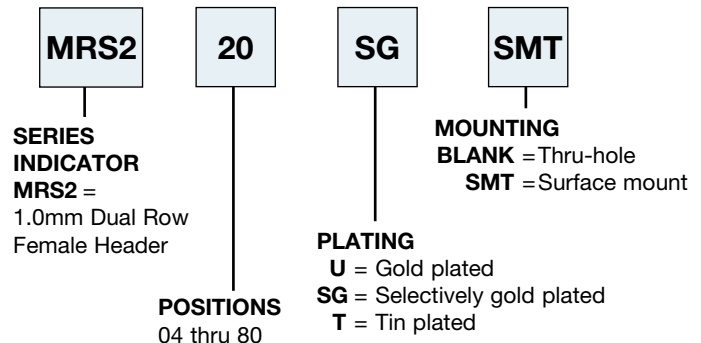 MRS2 20 SG SMT
SERIES
INDICATOR
MRS2 =
1.0mm Dual Row
Female Header
POSITIONS
04 thru 80
PLATING
U = Gold plated
SG = Selectively gold plated
T = Tin plated
MOUNTING
BLANK =Thru-hole
SMT =Surface mount